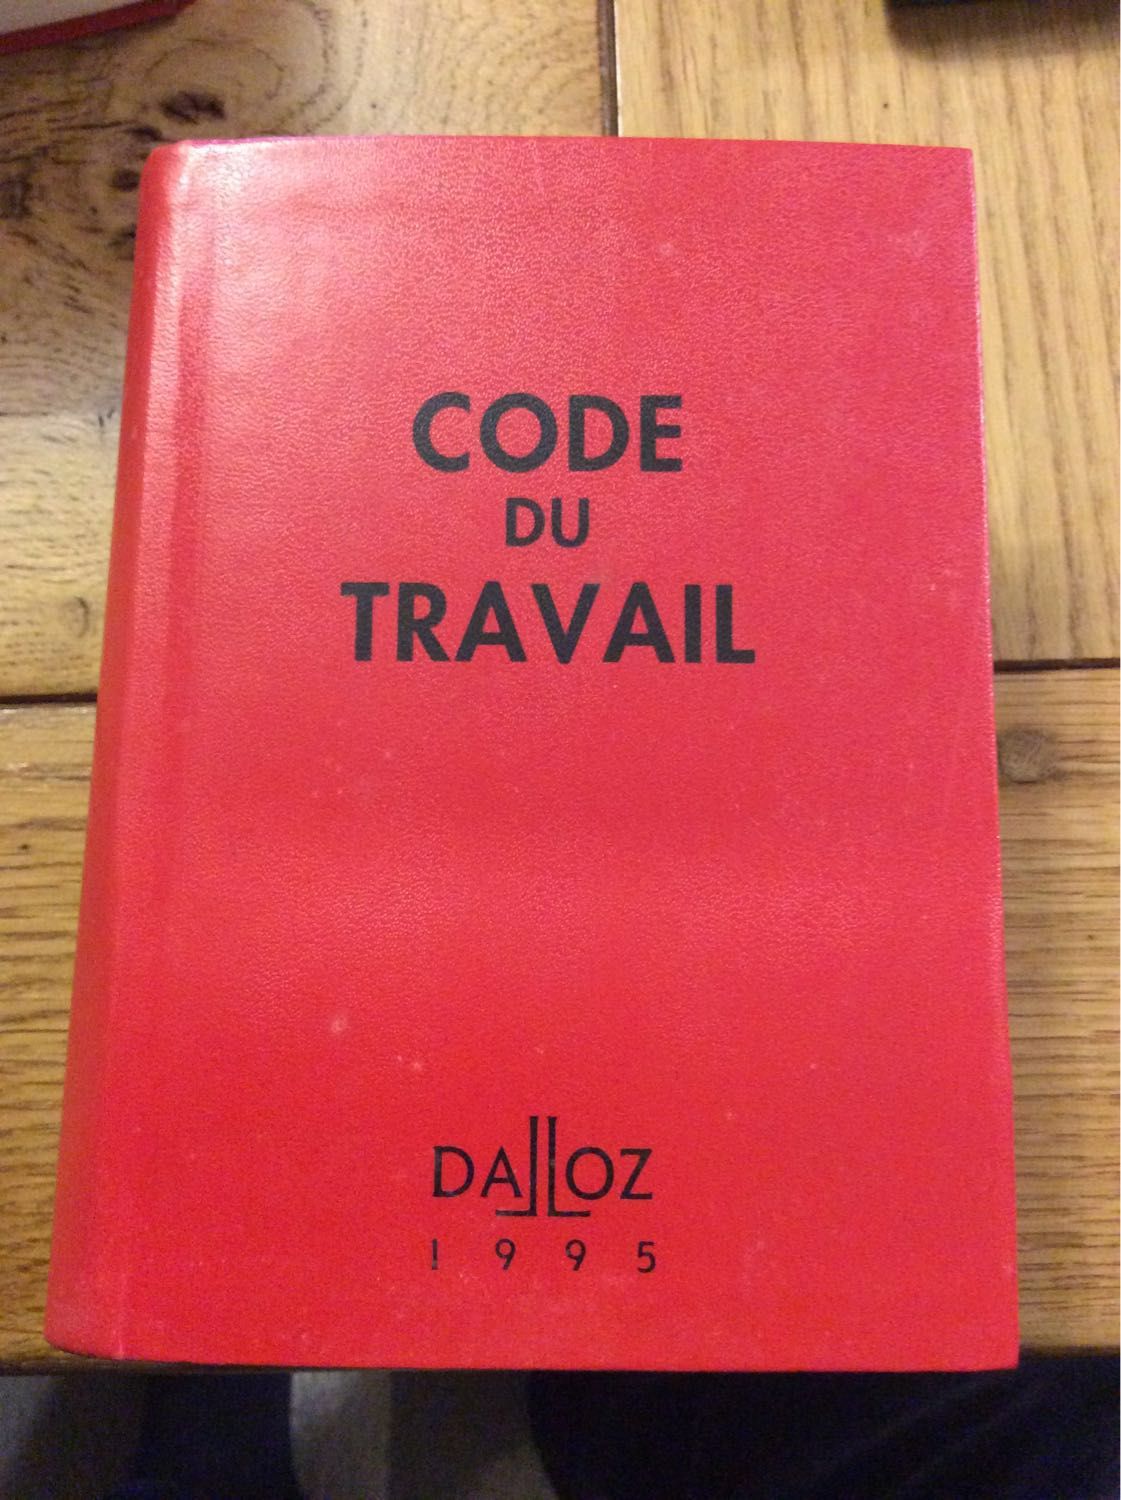 CODE
DU
TRAVAIL
DALLOZ
1995